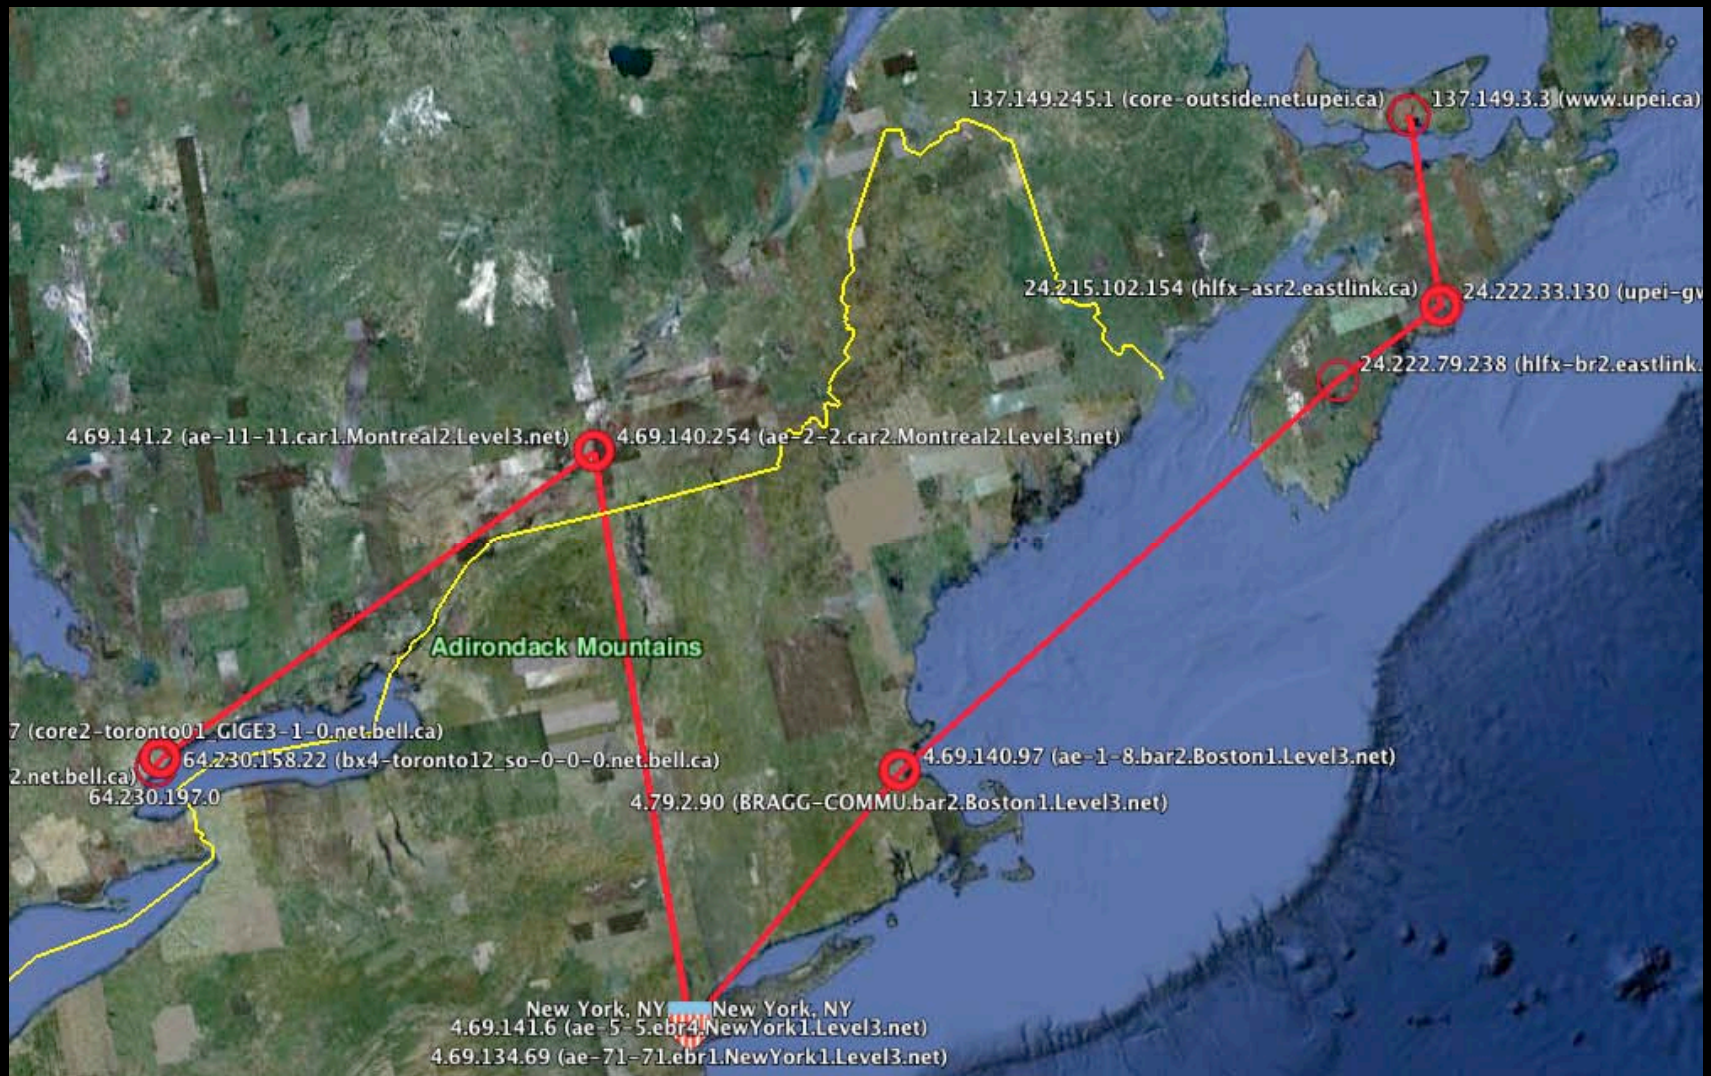 137.149.245.1 (core-outside.net.upei.ca)
137.149.3.3 (www.upei.ca)
24.215.102.154 (hlfx-asr2.eastlink.ca)
24.222.33.130 (upei-gw
24.222.79.238 (hlfx-br2.eastlink.
4.69.141.2 (ae-11-11.car1.Montreal2.Level3.net)
4.69.140.254 (ae-2-2.car2.Montreal2.Level3.net)
Adirondack Mountains
7 (core2-toronto01_GIGE3-1-0.net.bell.ca)
64.230.158.22 (bx4-toronto12_so-0-0-0.net.bell.ca)
2.net.bell.ca)
64.230.197.0
4.69.140.97 (ae-1-8.bar2.Boston1.Level3.net)
4.79.2.90 (BRAGG-COMMU.bar2.Boston1.Level3.net)
New York, NY
New York, NY
4.69.141.6 (ae-5-5.ebr4.NewYork1.Level3.net)
4.69.134.69 (ae-71-71.ebr1.NewYork1.Level3.net)